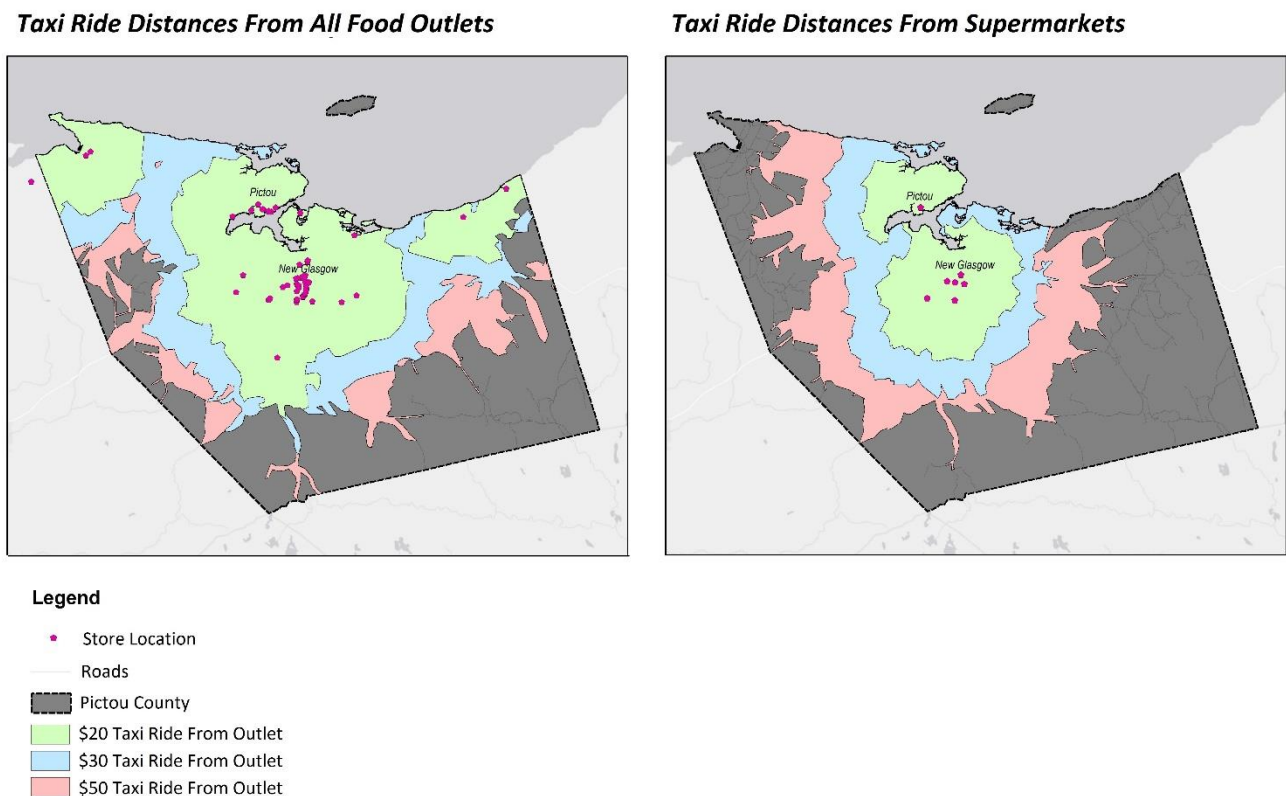 Taxi Ride Distances From All Food Outlets
Taxi Ride Distances From Supermarkets
Pictou
New Glasgow
Pictou
New Glasgow
Legend
Store Location
Roads
Pictou County
$20 Taxi Ride From Outlet
$30 Taxi Ride From Outlet
$50 Taxi Ride From Outlet